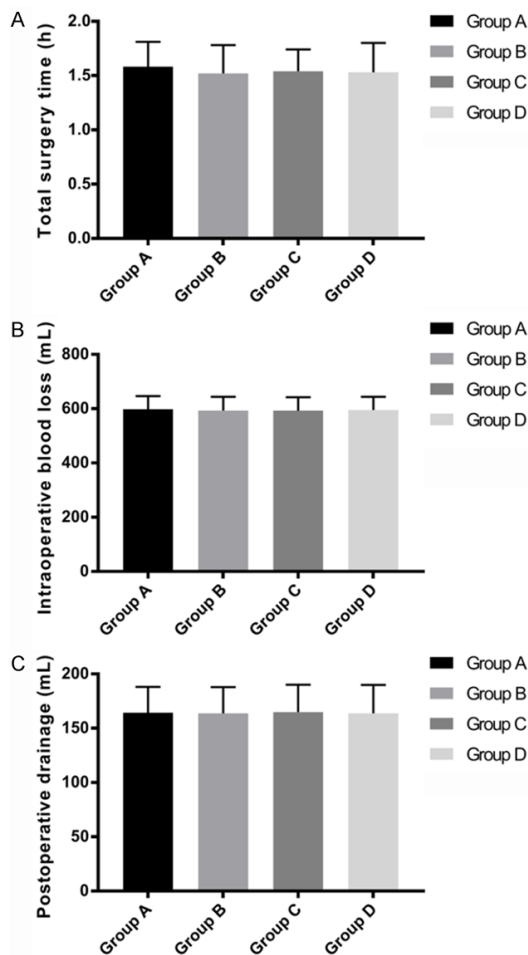 A
Total surgery time (h)
2.0
1.5
1.0
0.5
0.0
Group A
Group B
Group C
Group D
Group A
Group B
Group C
Group D
B
Intraoperative blood loss (mL)
800
600
400
200
0
Group A
Group B
Group C
Group D
Group A
Group B
Group C
Group D
C
Postoperative drainage (mL)
200
150
100
50
0
Group A
Group B
Group C
Group D
Group A
Group B
Group C
Group D